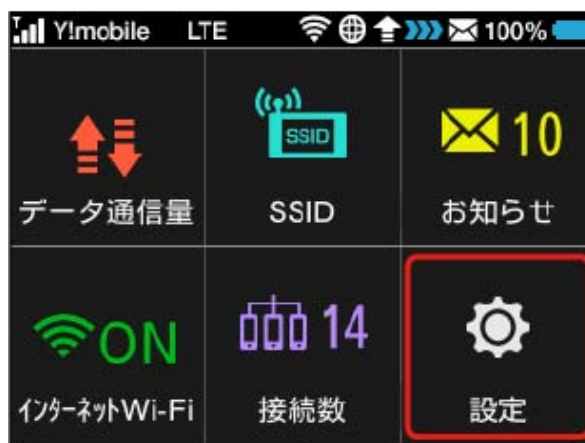 Y!mobile LTE 100%
SSID
10
データ通信量 SSID お知らせ
ON 14
インターネットWi-Fi 接続数 設定